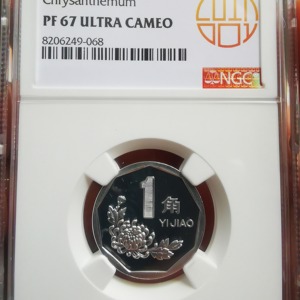 Chrysanthemum
PF 67 ULTRA CAMEO
8206249-068
NGC
1角
YI JIAO